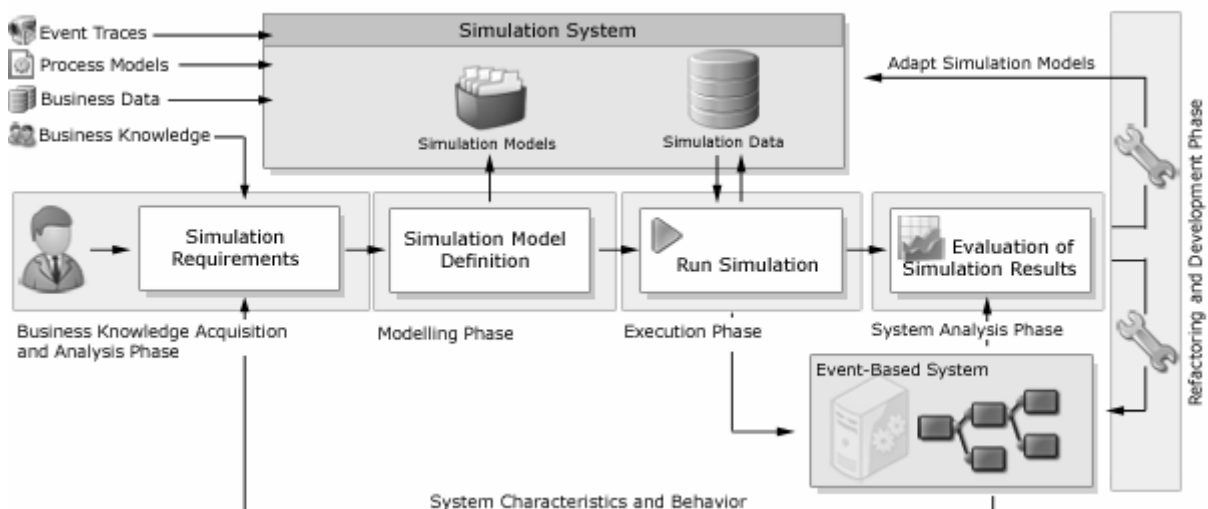 Event Traces
Process Models
Business Data
Business Knowledge
Simulation System
Simulation Models
Simulation Data
Adapt Simulation Models
Simulation
Requirements
Simulation Model
Definition
Run Simulation
Evaluation of
Simulation Results
Business Knowledge Acquisition
and Analysis Phase
Modelling Phase
Execution Phase
System Analysis Phase
Event-Based System
Refactoring and Development Phase
System Characteristics and Behavior